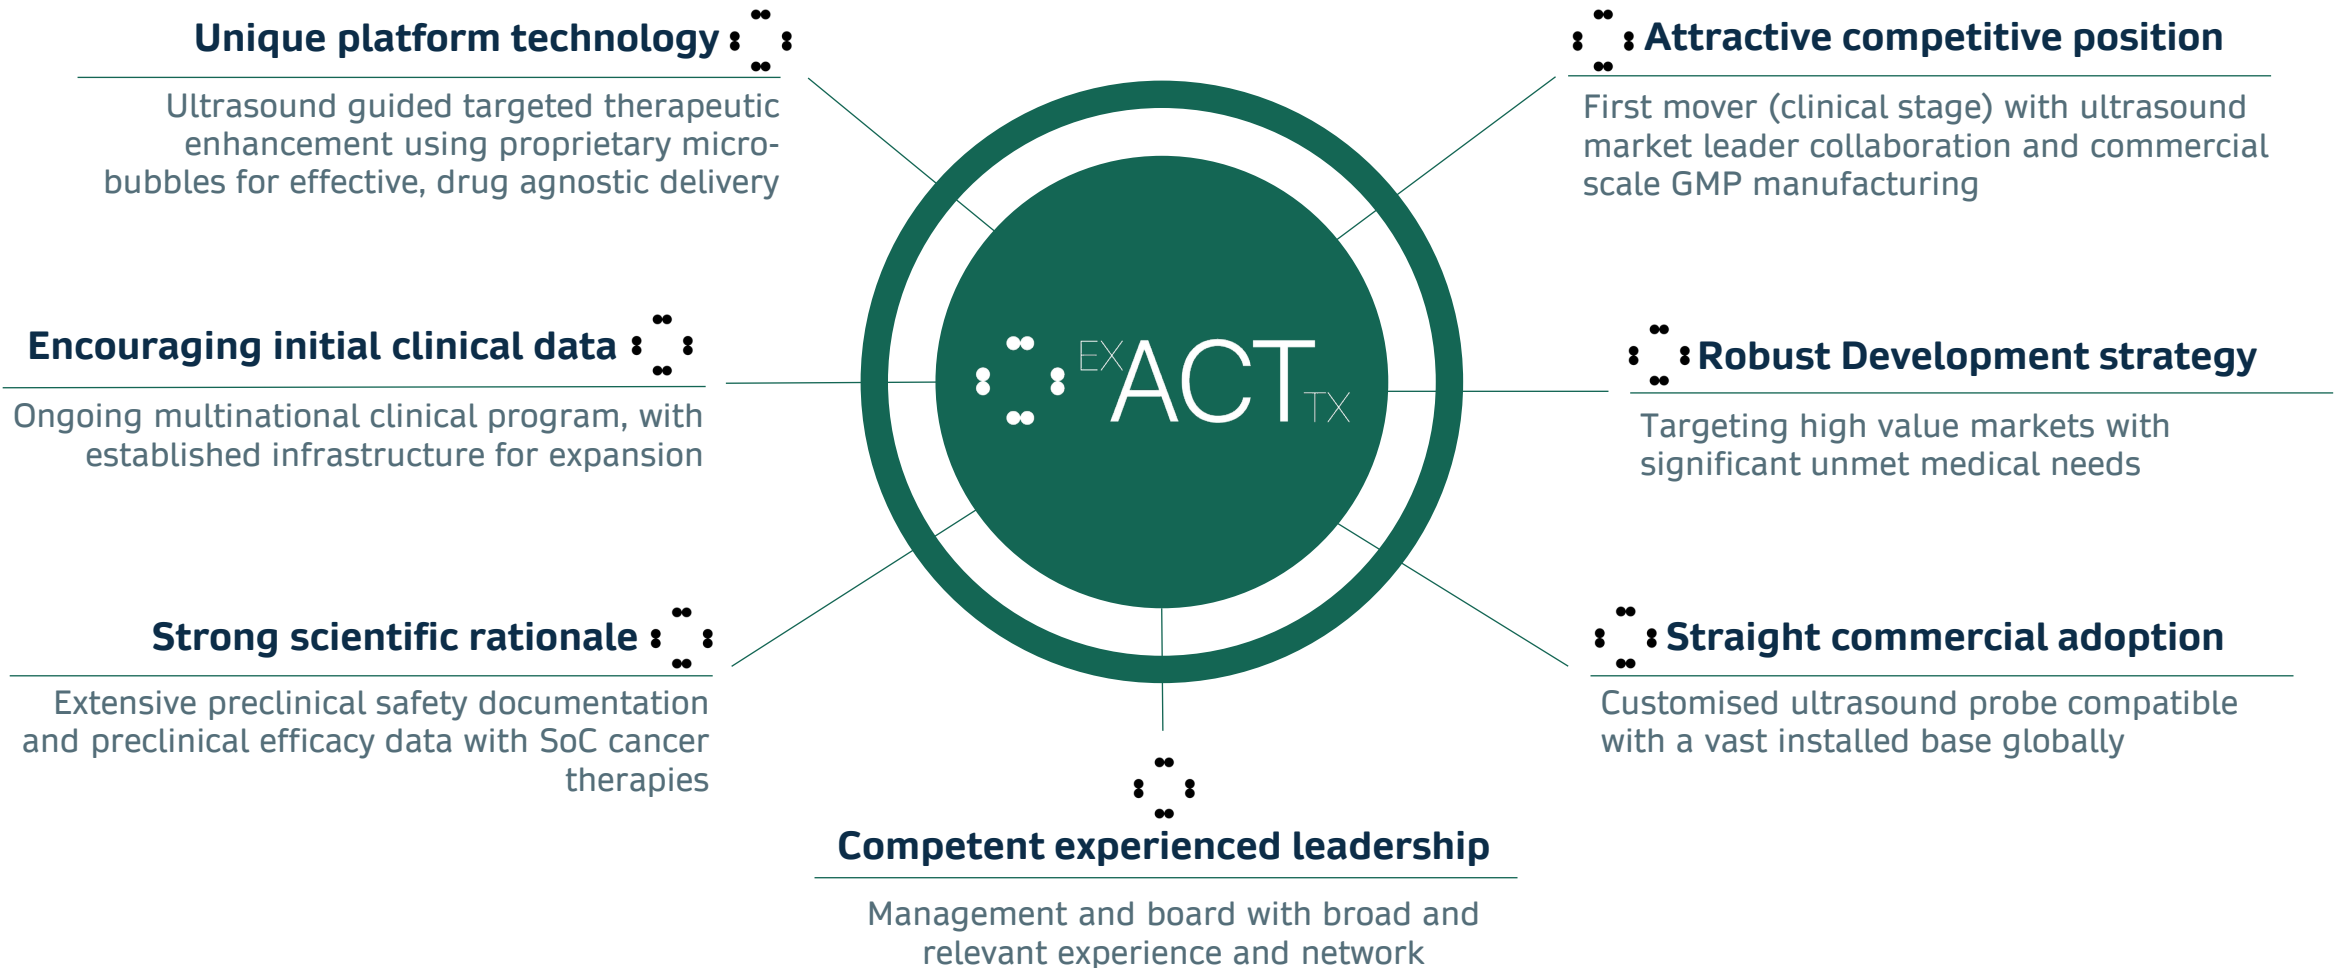 Unique platform technology
Ultrasound guided targeted therapeutic
enhancement using proprietary micro-
bubbles for effective, drug agnostic delivery
Encouraging initial clinical data
Ongoing multinational clinical program, with
established infrastructure for expansion
Strong scientific rationale
Extensive preclinical safety documentation
and preclinical efficacy data with SoC cancer
therapies
EXACTTX
Attractive competitive position
First mover (clinical stage) with ultrasound
market leader collaboration and commercial
scale GMP manufacturing
Robust Development strategy
Targeting high value markets with
significant unmet medical needs
Straight commercial adoption
Customised ultrasound probe compatible
with a vast installed base globally
Competent experienced leadership
Management and board with broad and
relevant experience and network